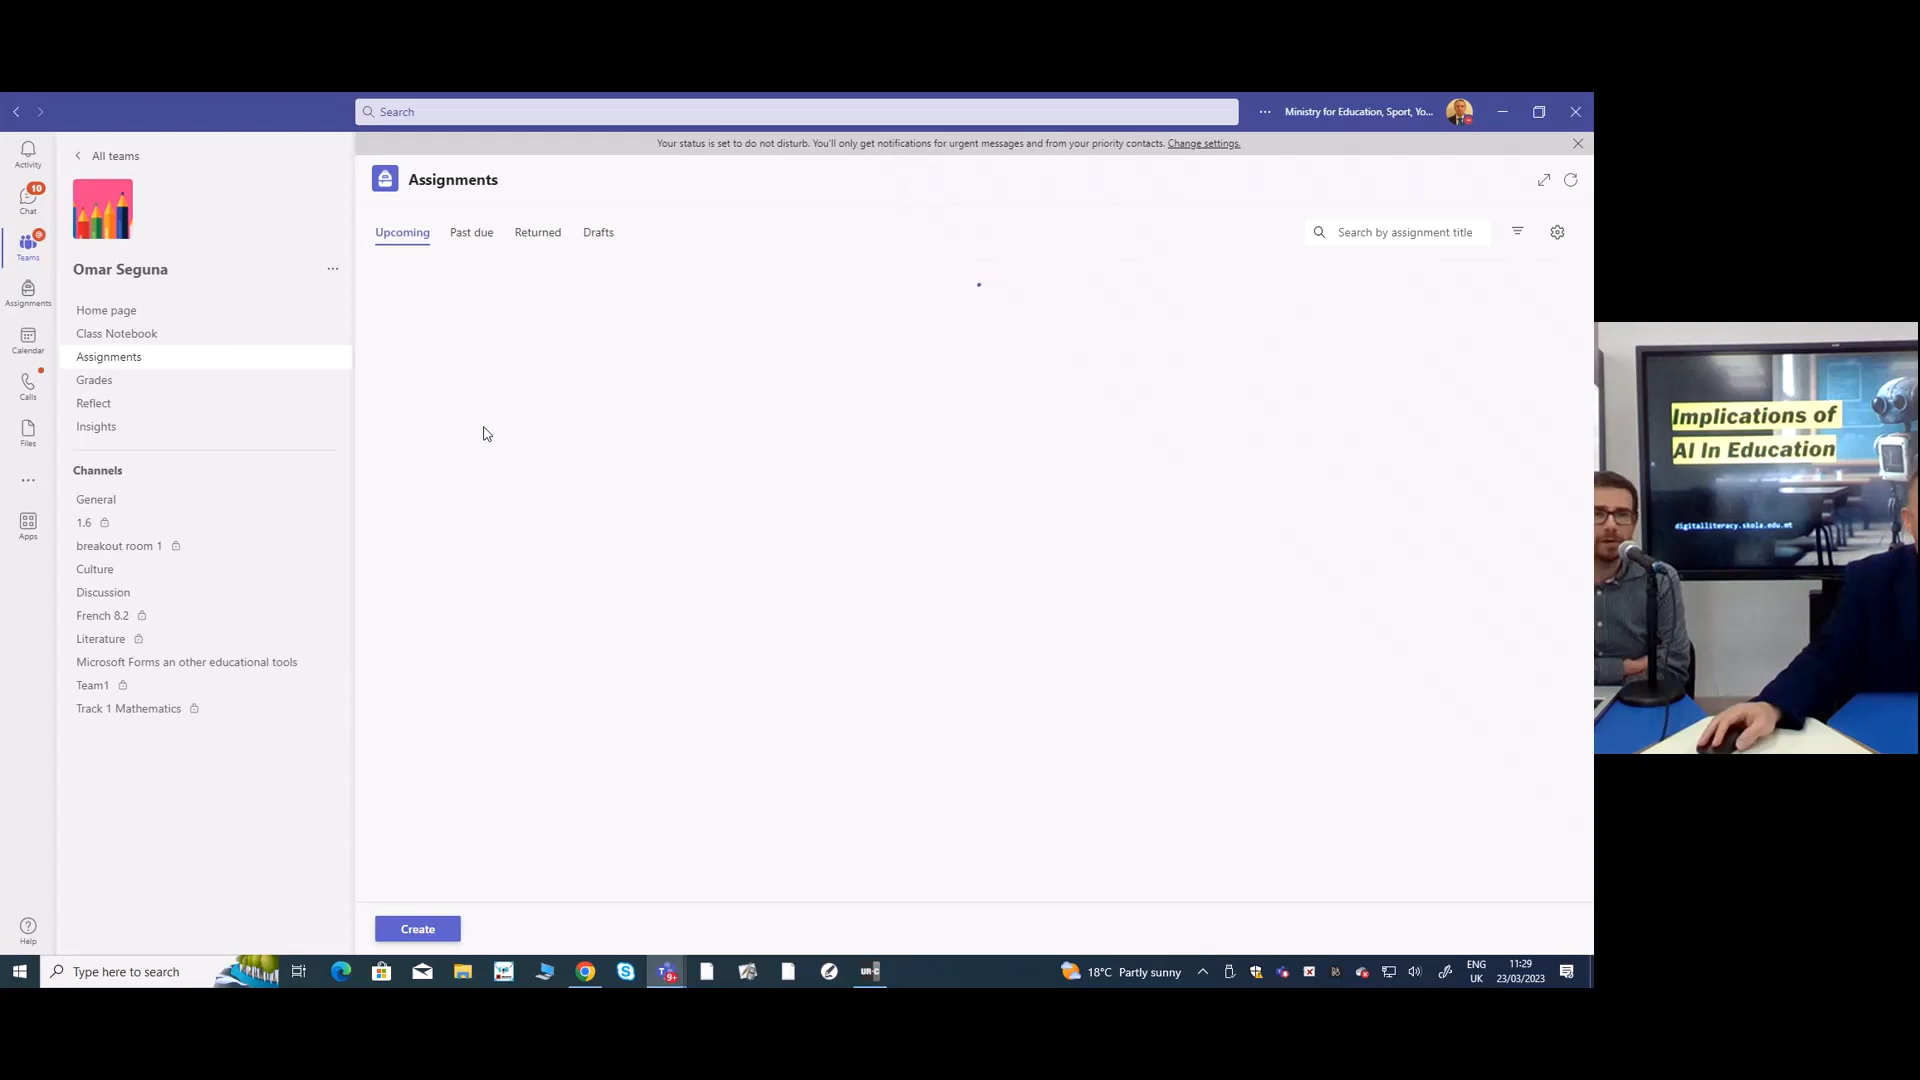 Search
Ministry for Education, Sport, Yo...
Your status is set to do not disturb. You'll only get notifications for urgent messages and from your priority contacts. Change settings.
Activity
10
Chat
Teams
Assignments
Calendar
Calls
Files
Apps
Help
All teams
Omar Seguna
Home page
Class Notebook
Assignments
Grades
Reflect
Insights
Channels
General
1.6
breakout room 1
Culture
Discussion
French 8.2
Literature
Microsoft Forms an other educational tools
Team1
Track 1 Mathematics
Assignments
Upcoming Past due Returned Drafts
Search by assignment title
Create
Implications of
AI In Education
digitalliteracy.skola.edu.mt
Type here to search
9+
UR-C
18°C Partly sunny
ENG
UK
11:29
23/03/2023